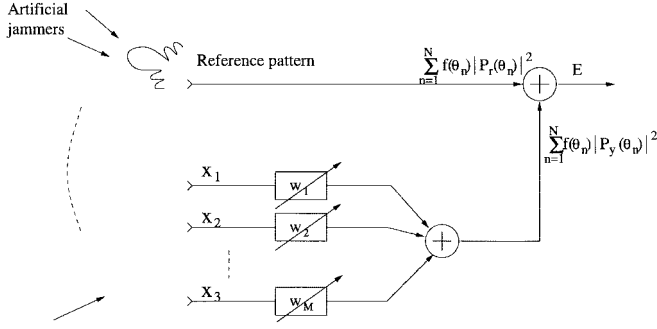 Artificial
jammers
Reference pattern
N
∑ f(θn) |Pr(θn)|²
n=1
E
N
∑ f(θn) |Py(θn)|²
n=1
X1
w1
X2
w2
X3
wM